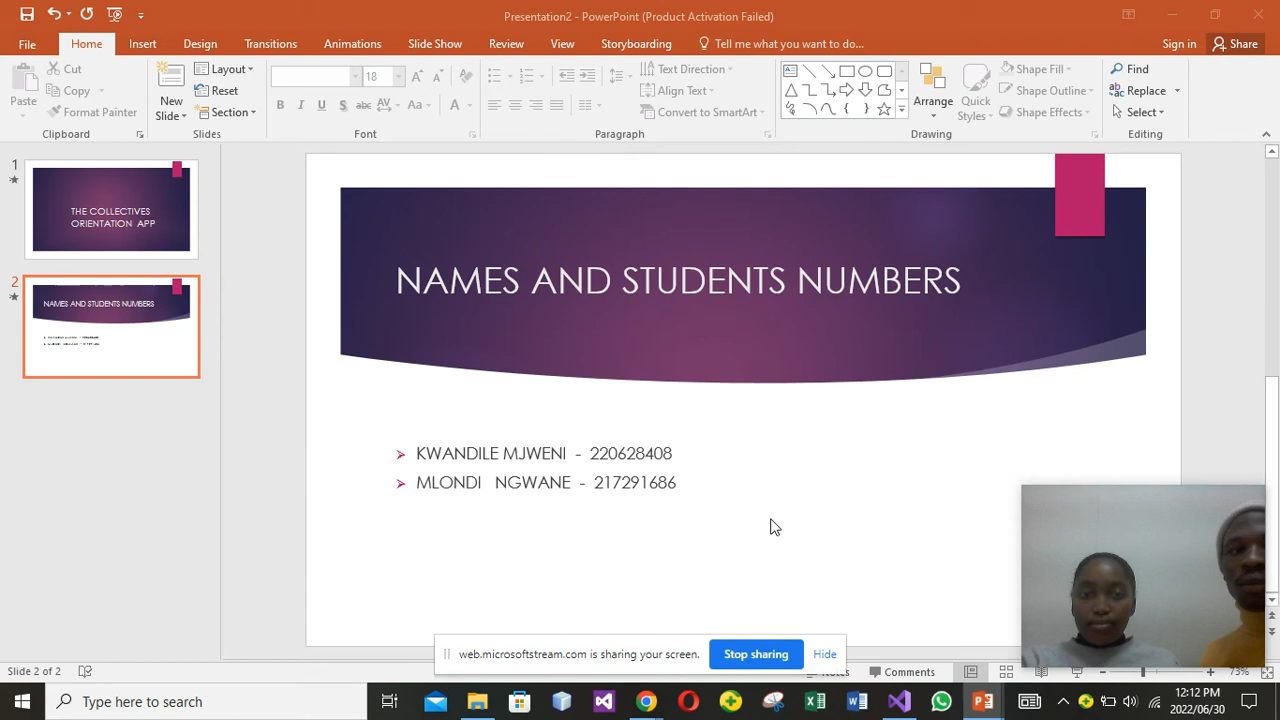 Presentation2 - PowerPoint (Product Activation Failed)
File Home Insert Design Transitions Animations Slide Show Review View Storyboarding Tell me what you want to do... Sign in Share
Paste
Cut
Copy
Format Painter
Clipboard
New Slide
Layout
Reset
Section
Slides
18
B I U S abc AV Aa A
Font
Text Direction
Align Text
Convert to SmartArt
Paragraph
Arrange
Quick Styles
Shape Fill
Shape Outline
Shape Effects
Drawing
Find
Replace
Select
Editing
1
THE COLLECTIVES
ORIENTATION APP
2
NAMES AND STUDENTS NUMBERS
NAMES AND STUDENTS NUMBERS
KWANDILE MJWENI - 220628408
MLONDI NGWANE - 217291686
web.microsoftstream.com is sharing your screen. Stop sharing Hide
Slide 2 of 2 Notes Comments 73%
Type here to search
12:12 PM
2022/06/30